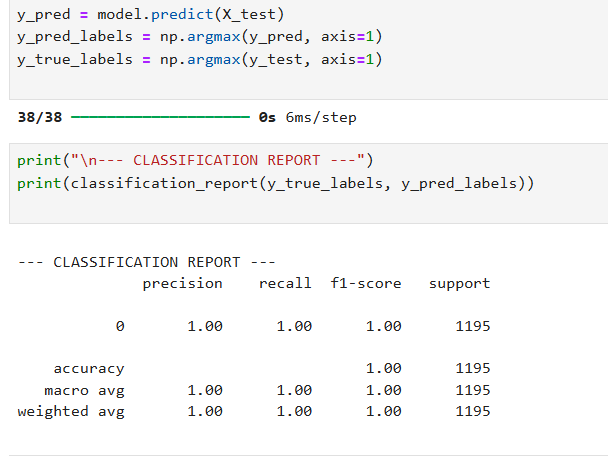 y_pred = model.predict(X_test)
y_pred_labels = np.argmax(y_pred, axis=1)
y_true_labels = np.argmax(y_test, axis=1)
38/38 ━━━━━━━━━━━━━━━━━━━━ 0s 6ms/step
print("\n--- CLASSIFICATION REPORT ---")
print(classification_report(y_true_labels, y_pred_labels))
--- CLASSIFICATION REPORT ---
              precision    recall  f1-score   support
           0       1.00      1.00      1.00      1195
    accuracy                           1.00      1195
   macro avg       1.00      1.00      1.00      1195
weighted avg       1.00      1.00      1.00      1195